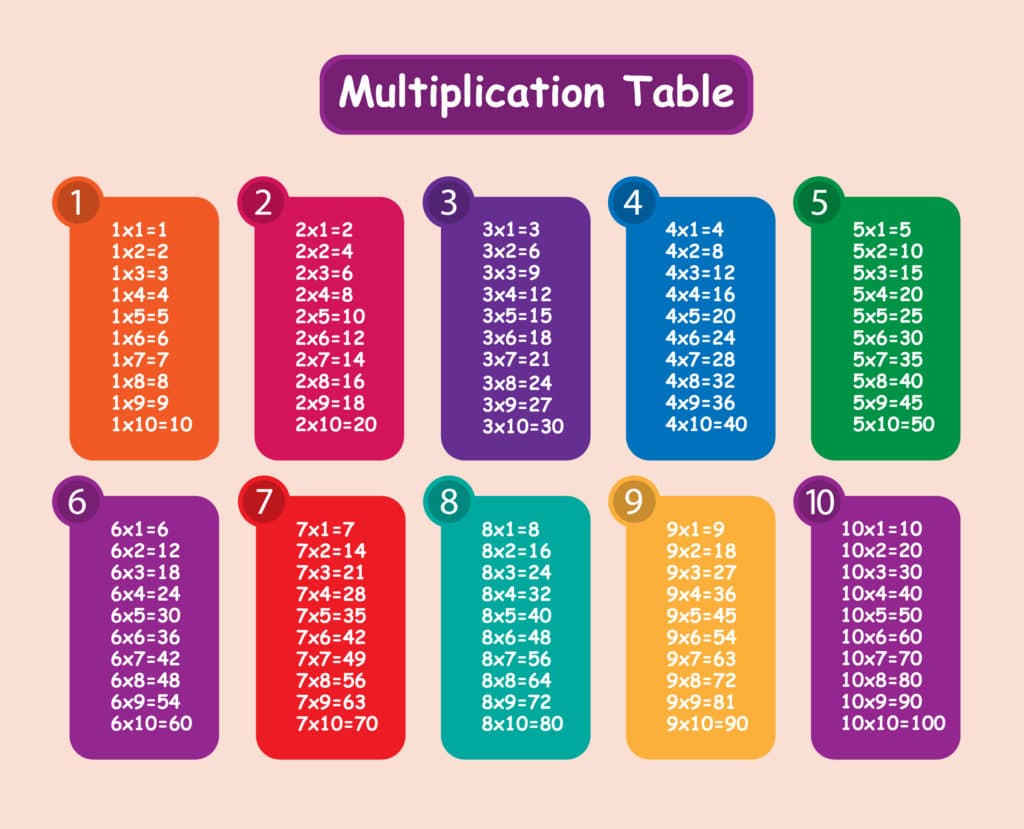 Multiplication Table
1
1x1=1
1x2=2
1x3=3
1x4=4
1x5=5
1x6=6
1x7=7
1x8=8
1x9=9
1x10=10
2
2x1=2
2x2=4
2x3=6
2x4=8
2x5=10
2x6=12
2x7=14
2x8=16
2x9=18
2x10=20
3
3x1=3
3x2=6
3x3=9
3x4=12
3x5=15
3x6=18
3x7=21
3x8=24
3x9=27
3x10=30
4
4x1=4
4x2=8
4x3=12
4x4=16
4x5=20
4x6=24
4x7=28
4x8=32
4x9=36
4x10=40
5
5x1=5
5x2=10
5x3=15
5x4=20
5x5=25
5x6=30
5x7=35
5x8=40
5x9=45
5x10=50
6
6x1=6
6x2=12
6x3=18
6x4=24
6x5=30
6x6=36
6x7=42
6x8=48
6x9=54
6x10=60
7
7x1=7
7x2=14
7x3=21
7x4=28
7x5=35
7x6=42
7x7=49
7x8=56
7x9=63
7x10=70
8
8x1=8
8x2=16
8x3=24
8x4=32
8x5=40
8x6=48
8x7=56
8x8=64
8x9=72
8x10=80
9
9x1=9
9x2=18
9x3=27
9x4=36
9x5=45
9x6=54
9x7=63
9x8=72
9x9=81
9x10=90
10
10x1=10
10x2=20
10x3=30
10x4=40
10x5=50
10x6=60
10x7=70
10x8=80
10x9=90
10x10=100